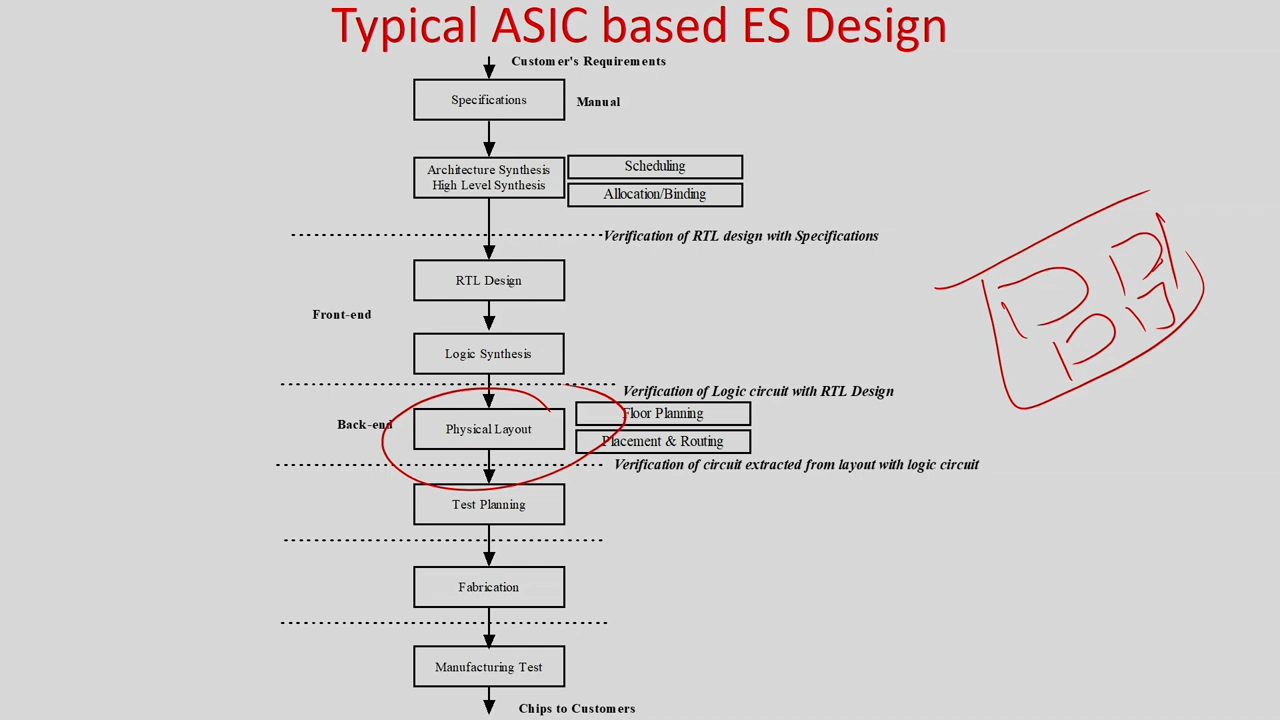 Typical ASIC based ES Design
Customer's Requirements
Specifications
Manual
Architecture Synthesis
High Level Synthesis
Scheduling
Allocation/Binding
Verification of RTL design with Specifications
RTL Design
Front-end
Logic Synthesis
Verification of Logic circuit with RTL Design
Back-end
Physical Layout
Floor Planning
Placement & Routing
Verification of circuit extracted from layout with logic circuit
Test Planning
Fabrication
Manufacturing Test
Chips to Customers